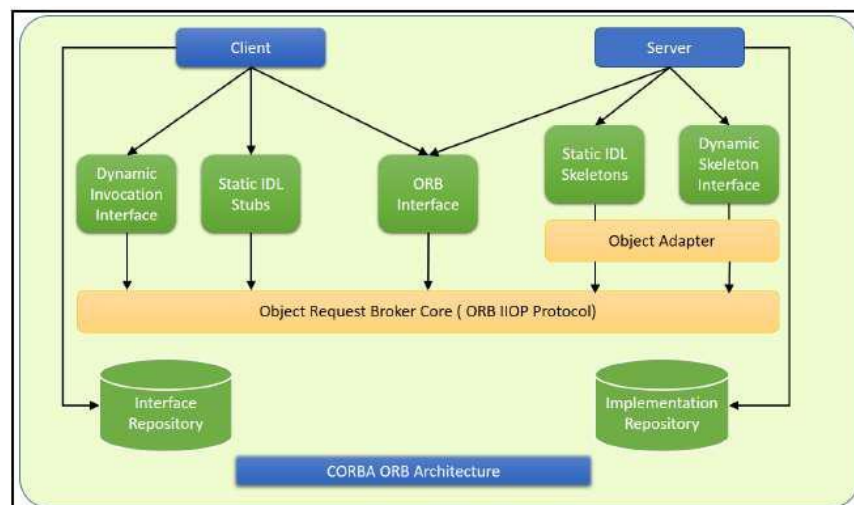 Client
Server
Dynamic
Invocation
Interface
Static IDL
Stubs
ORB
Interface
Static IDL
Skeletons
Dynamic
Skeleton
Interface
Object Adapter
Object Request Broker Core ( ORB IIOP Protocol)
Interface
Repository
Implementation
Repository
CORBA ORB Architecture